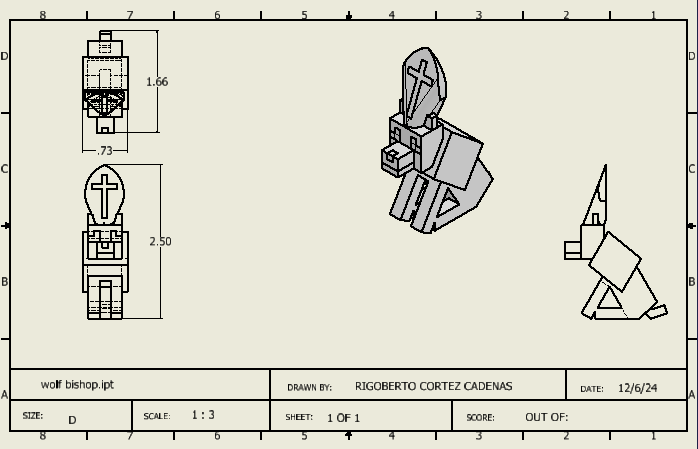 8 7 6 5 4 3 2 1
D D
1.66
.73
C C
2.50
B B
wolf bishop.ipt
DRAWN BY: RIGOBERTO CORTEZ CADENAS
DATE: 12/6/24
A A
SIZE: D
SCALE: 1 : 3
SHEET: 1 OF 1
SCORE: OUT OF:
8 7 6 5 4 3 2 1